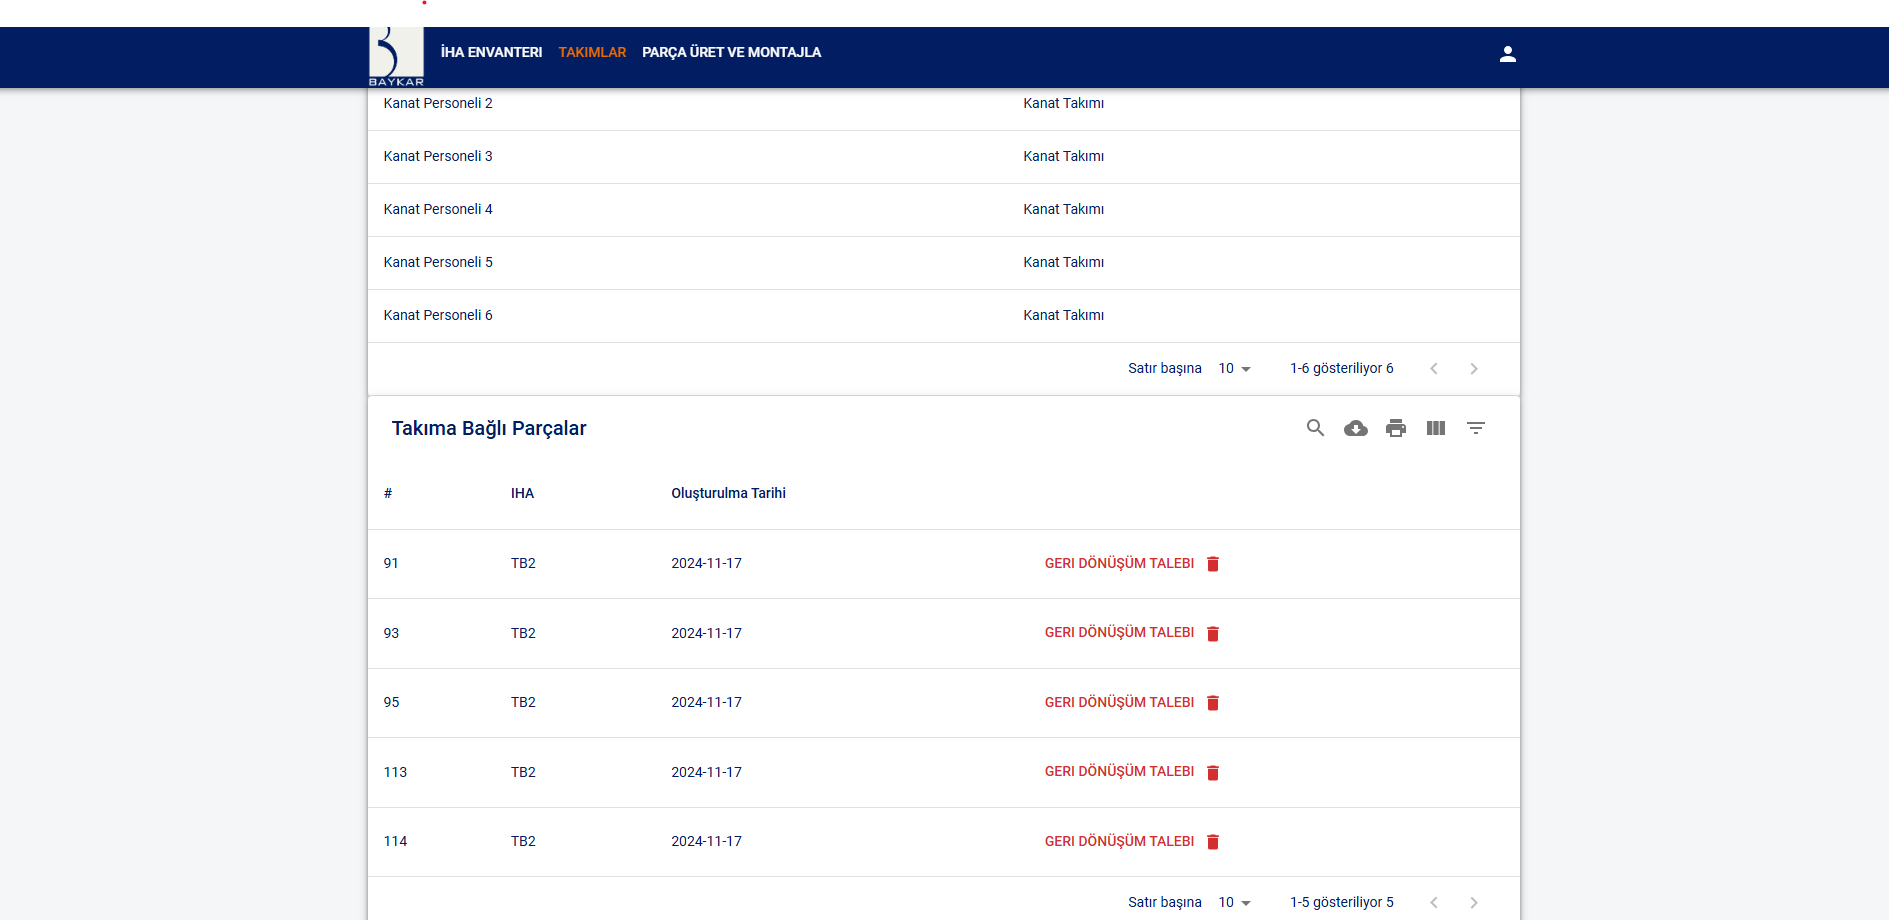 BAYKAR
İHA ENVANTERI TAKIMLAR PARÇA ÜRET VE MONTAJLA
Kanat Personeli 2 Kanat Takımı
Kanat Personeli 3 Kanat Takımı
Kanat Personeli 4 Kanat Takımı
Kanat Personeli 5 Kanat Takımı
Kanat Personeli 6 Kanat Takımı
Satır başına 10 1-6 gösteriliyor 6
Takıma Bağlı Parçalar
# IHA Oluşturulma Tarihi
91 TB2 2024-11-17 GERI DÖNÜŞÜM TALEBI
93 TB2 2024-11-17 GERI DÖNÜŞÜM TALEBI
95 TB2 2024-11-17 GERI DÖNÜŞÜM TALEBI
113 TB2 2024-11-17 GERI DÖNÜŞÜM TALEBI
114 TB2 2024-11-17 GERI DÖNÜŞÜM TALEBI
Satır başına 10 1-5 gösteriliyor 5